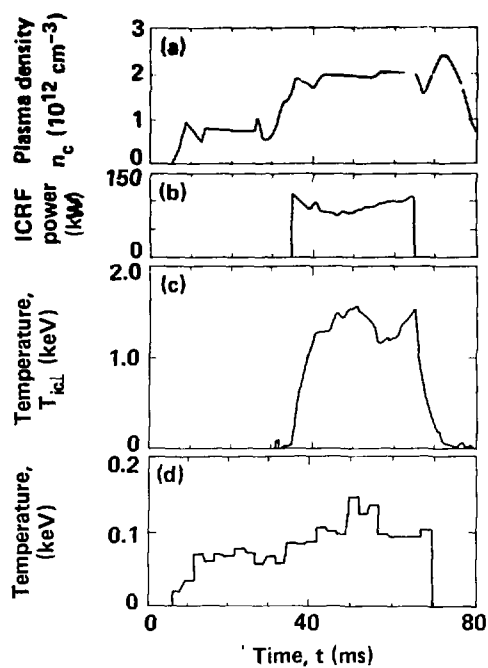 (a)
Plasma density
n_c (10^12 cm^-3)
3
2
1
0
(b)
ICRF
power
(kW)
150
0
(c)
Temperature,
T_ic⊥ (keV)
2.0
1.0
0
(d)
Temperature,
(keV)
0.2
0.1
0
0 40 80
Time, t (ms)